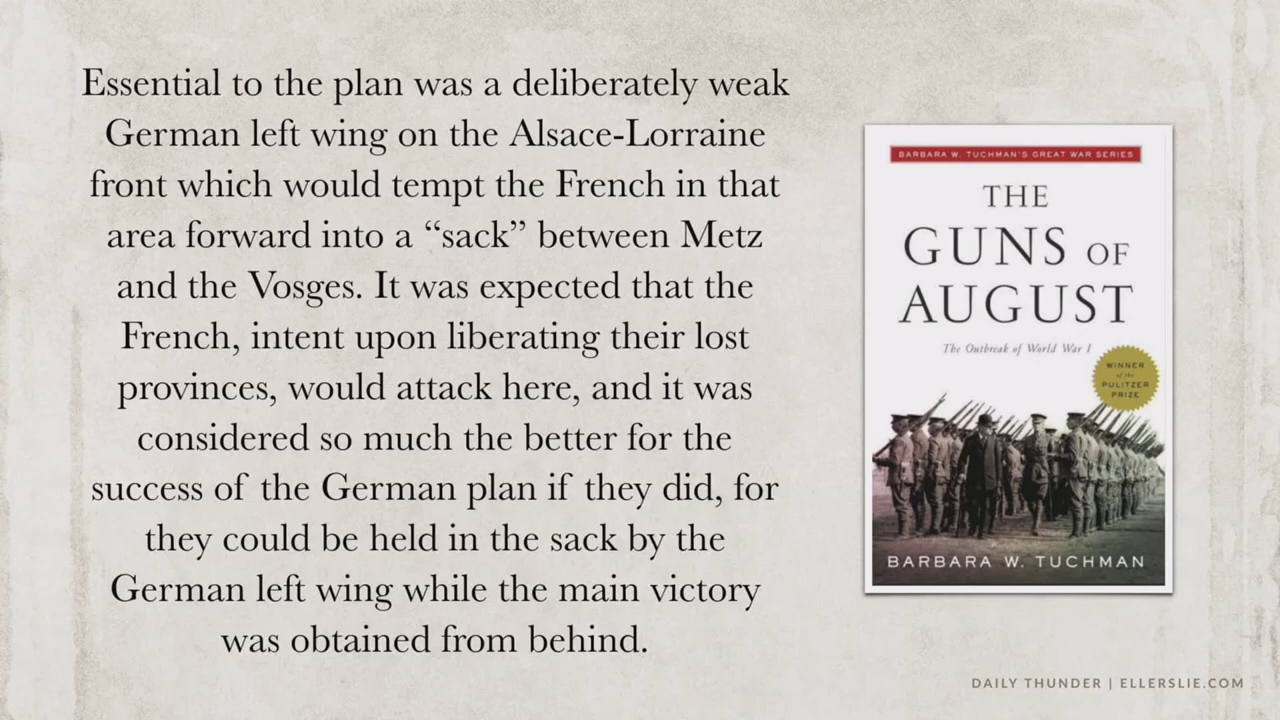 Essential to the plan was a deliberately weak
German left wing on the Alsace-Lorraine
front which would tempt the French in that
area forward into a “sack” between Metz
and the Vosges. It was expected that the
French, intent upon liberating their lost
provinces, would attack here, and it was
considered so much the better for the
success of the German plan if they did, for
they could be held in the sack by the
German left wing while the main victory
was obtained from behind.
BARBARA W. TUCHMAN'S GREAT WAR SERIES
THE
GUNS OF
AUGUST
The Outbreak of World War I
WINNER
of the
PULITZER
PRIZE
BARBARA W. TUCHMAN
DAILY THUNDER | ELLERSLIE.COM